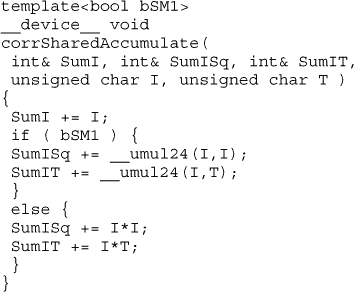 template<bool bSM1>
__device__ void
corrSharedAccumulate(
int& SumI, int& SumISq, int& SumIT,
unsigned char I, unsigned char T )
{
SumI += I;
if ( bSM1 ) {
SumISq += __umul24(I,I);
SumIT += __umul24(I,T);
}
else {
SumISq += I*I;
SumIT += I*T;
}
}